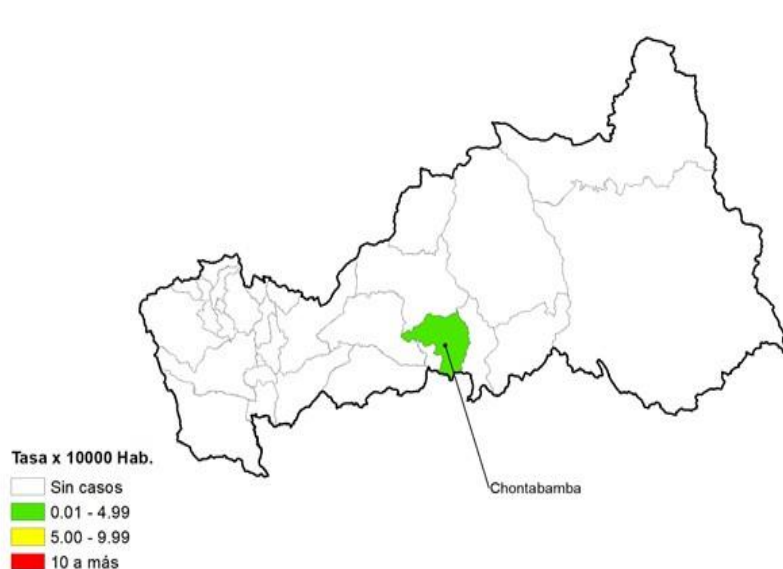 Chontabamba
Tasa x 10000 Hab.
Sin casos
0.01 - 4.99
5.00 - 9.99
10 a más